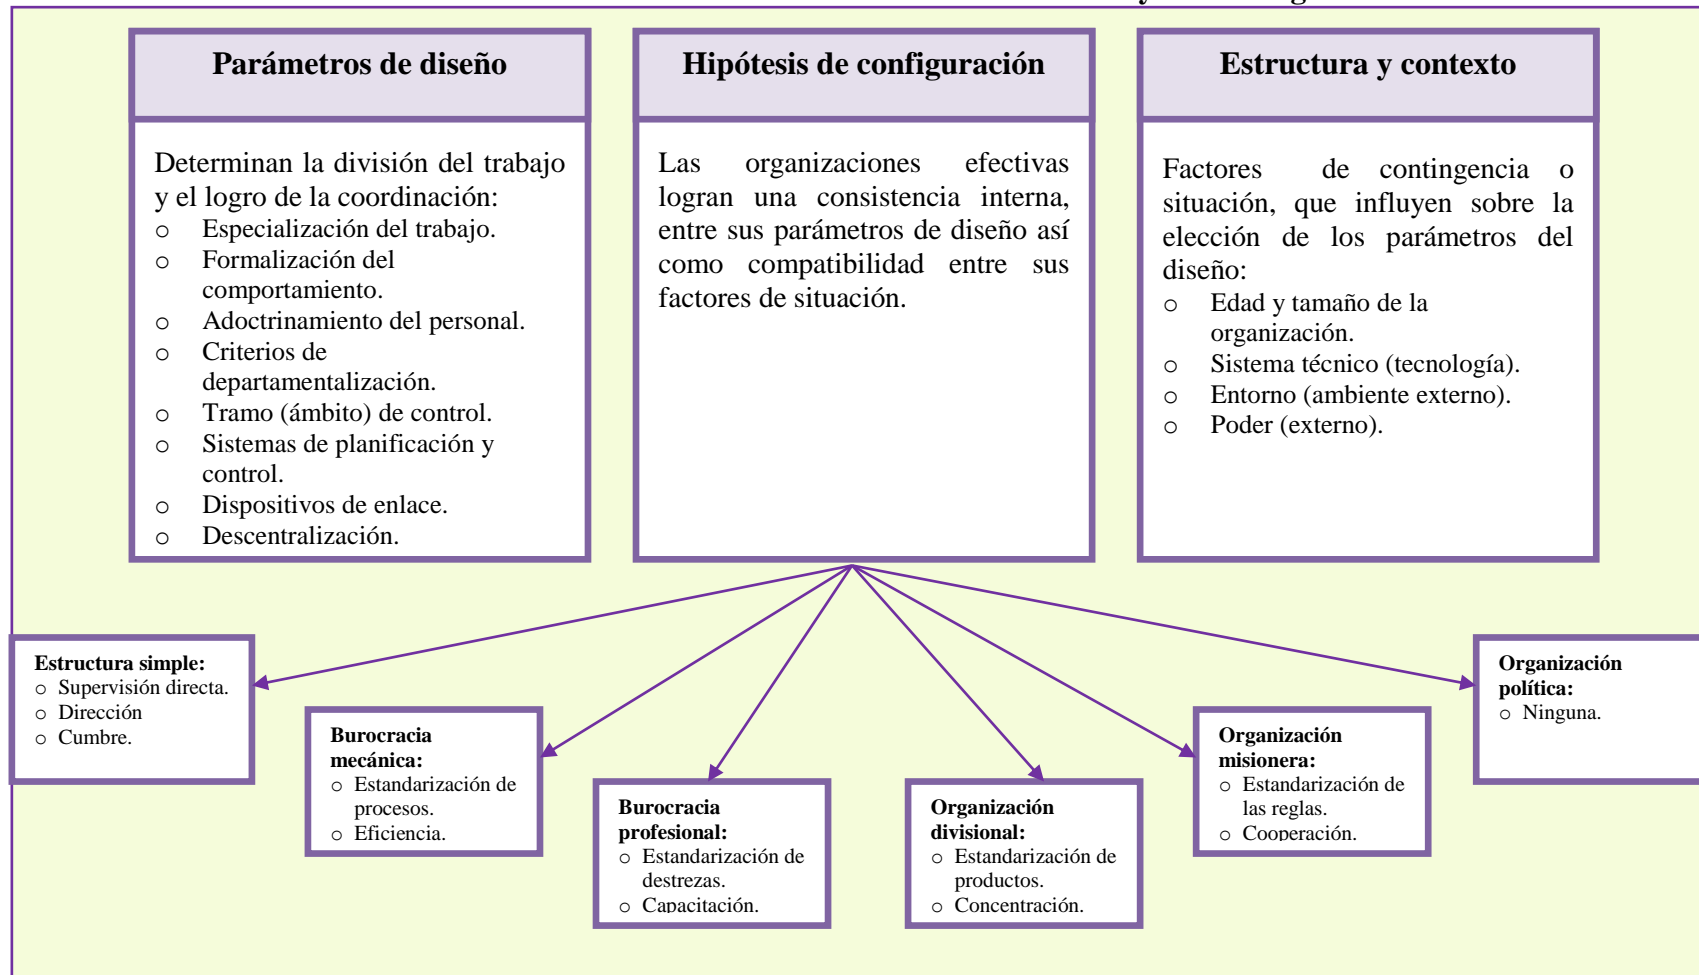 Parámetros de diseño
Determinan la división del trabajo
y el logro de la coordinación:
o Especialización del trabajo.
o Formalización del
comportamiento.
o Adoctrinamiento del personal.
o Criterios de
departamentalización.
o Tramo (ámbito) de control.
o Sistemas de planificación y
control.
o Dispositivos de enlace.
o Descentralización.
Hipótesis de configuración
Las organizaciones efectivas
logran una consistencia interna,
entre sus parámetros de diseño así
como compatibilidad entre sus
factores de situación.
Estructura y contexto
Factores de contingencia o
situación, que influyen sobre la
elección de los parámetros del
diseño:
o Edad y tamaño de la
organización.
o Sistema técnico (tecnología).
o Entorno (ambiente externo).
o Poder (externo).
Estructura simple:
o Supervisión directa.
o Dirección
o Cumbre.
Burocracia
mecánica:
o Estandarización de
procesos.
o Eficiencia.
Burocracia
profesional:
o Estandarización de
destrezas.
o Capacitación.
Organización
divisional:
o Estandarización de
productos.
o Concentración.
Organización
misionera:
o Estandarización de
las reglas.
o Cooperación.
Organización
política:
o Ninguna.